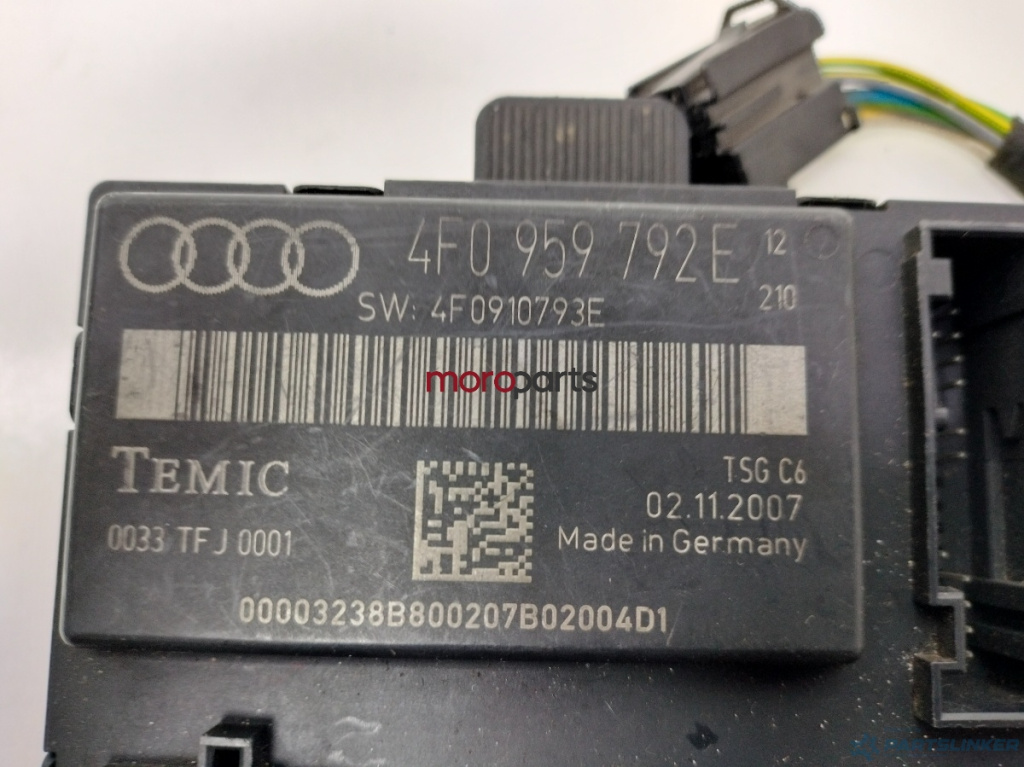 4F0 959 792E 12
SW: 4F0910793E 210
moroparts
TEMIC
TSG C6
02.11.2007
0033 TFJ 0001
Made in Germany
00003238B800207B02004D1
PARTSLINKER